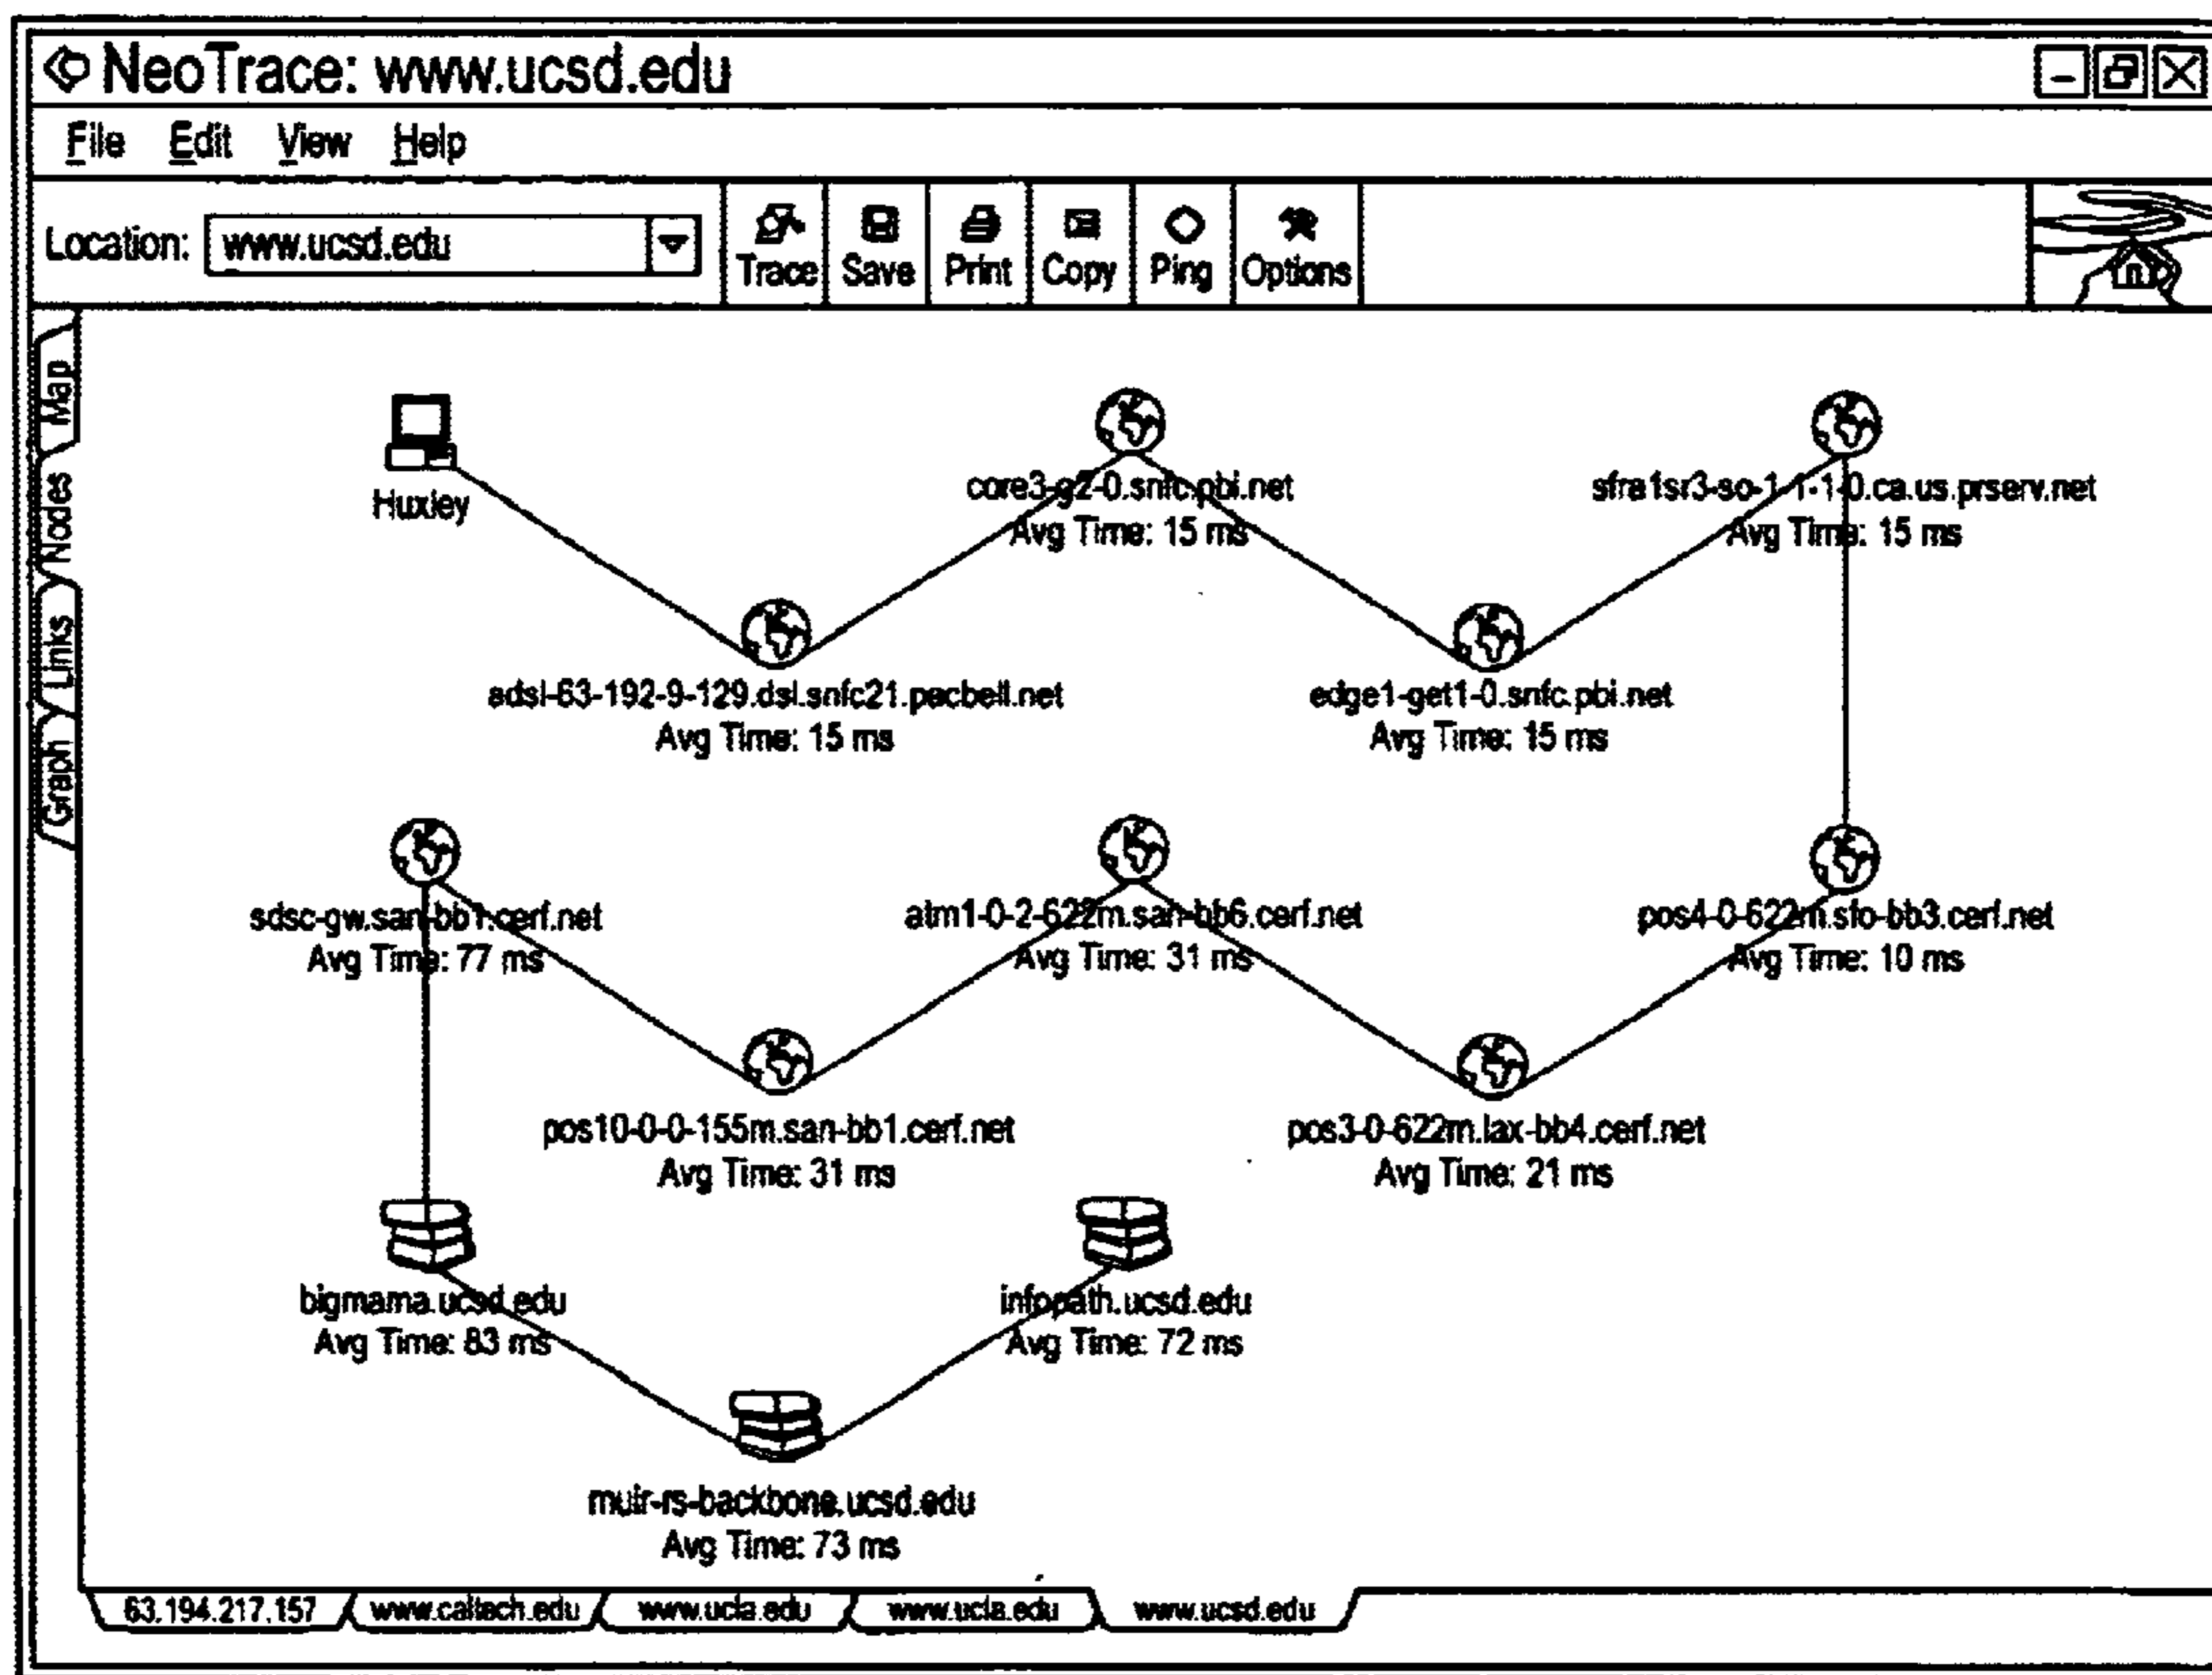 NeoTrace: www.ucsd.edu
File Edit View Help
Location: www.ucsd.edu
Trace Save Print Copy Ping Options
Map
Nodes
Links
Graph
Huxley
core3-g2-0.snfc.pbi.net
Avg Time: 15 ms
sfra1sr3-so-1-1-1-0.ca.us.prserv.net
Avg Time: 15 ms
adsl-63-192-9-129.dsl.snfc21.pacbell.net
Avg Time: 15 ms
edge1-get1-0.snfc.pbi.net
Avg Time: 15 ms
sdsc-gw.san-bb1.cerf.net
Avg Time: 77 ms
atm1-0-2-622m.san-bb6.cerf.net
Avg Time: 31 ms
pos4-0-622m.sfo-bb3.cerf.net
Avg Time: 10 ms
pos10-0-0-155m.san-bb1.cerf.net
Avg Time: 31 ms
pos3-0-622m.lax-bb4.cerf.net
Avg Time: 21 ms
bigmama.ucsd.edu
Avg Time: 83 ms
infopath.ucsd.edu
Avg Time: 72 ms
muir-rs-backbone.ucsd.edu
Avg Time: 73 ms
63.194.217.157 www.caltech.edu www.ucla.edu www.ucla.edu www.ucsd.edu